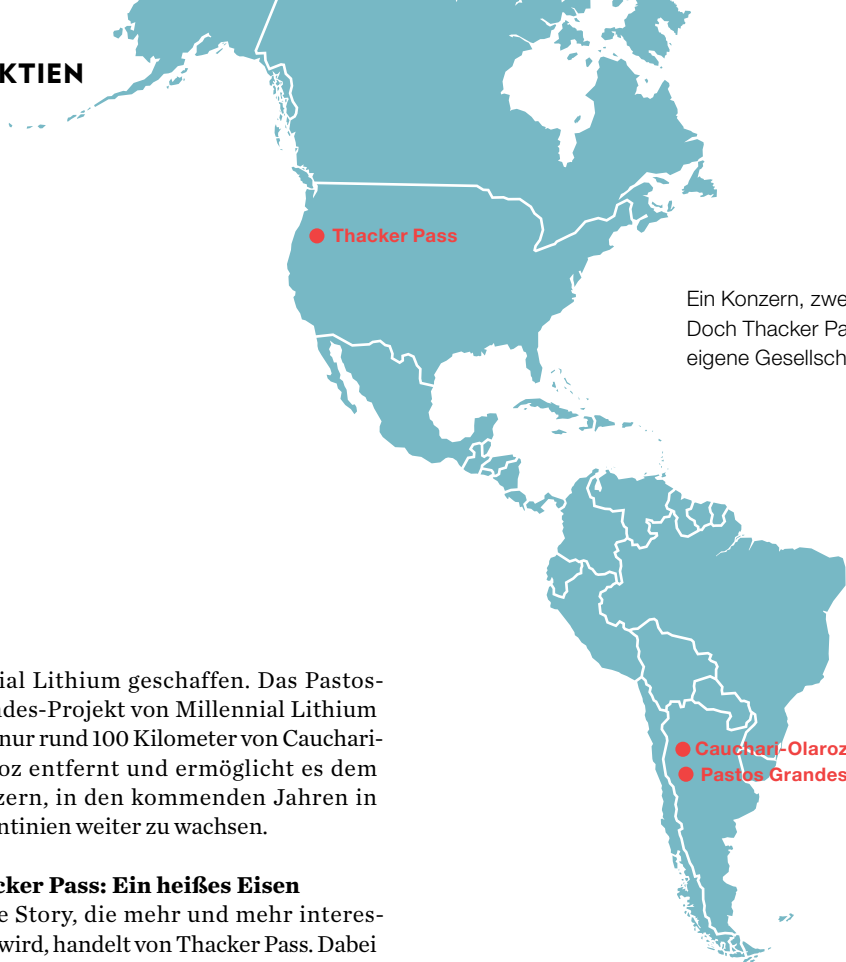 KTIEN
Thacker Pass
Ein Konzern, zwe
Doch Thacker Pa
eigene Gesellsch
Cauchari-Olaroz
Pastos Grandes
ial Lithium geschaffen. Das Pastos-
ndes-Projekt von Millennial Lithium
nur rund 100 Kilometer von Cauchari-
oz entfernt und ermöglicht es dem
zern, in den kommenden Jahren in
ntinien weiter zu wachsen.
cker Pass: Ein heißes Eisen
e Story, die mehr und mehr interes-
wird, handelt von Thacker Pass. Dabei